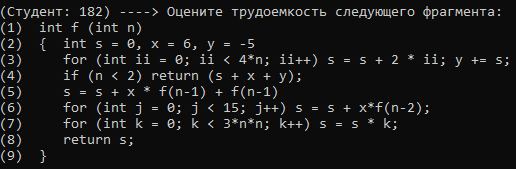 (Студент: 182) ----> Оцените трудоемкость следующего фрагмента:
(1)  int f (int n)
(2)  {  int s = 0, x = 6, y = -5
(3)     for (int ii = 0; ii < 4*n; ii++) s = s + 2 * ii; y += s;
(4)     if (n < 2) return (s + x + y);
(5)     s = s + x * f(n-1) + f(n-1)
(6)     for (int j = 0; j < 15; j++) s = s + x*f(n-2);
(7)     for (int k = 0; k < 3*n*n; k++) s = s * k;
(8)     return s;
(9)  }